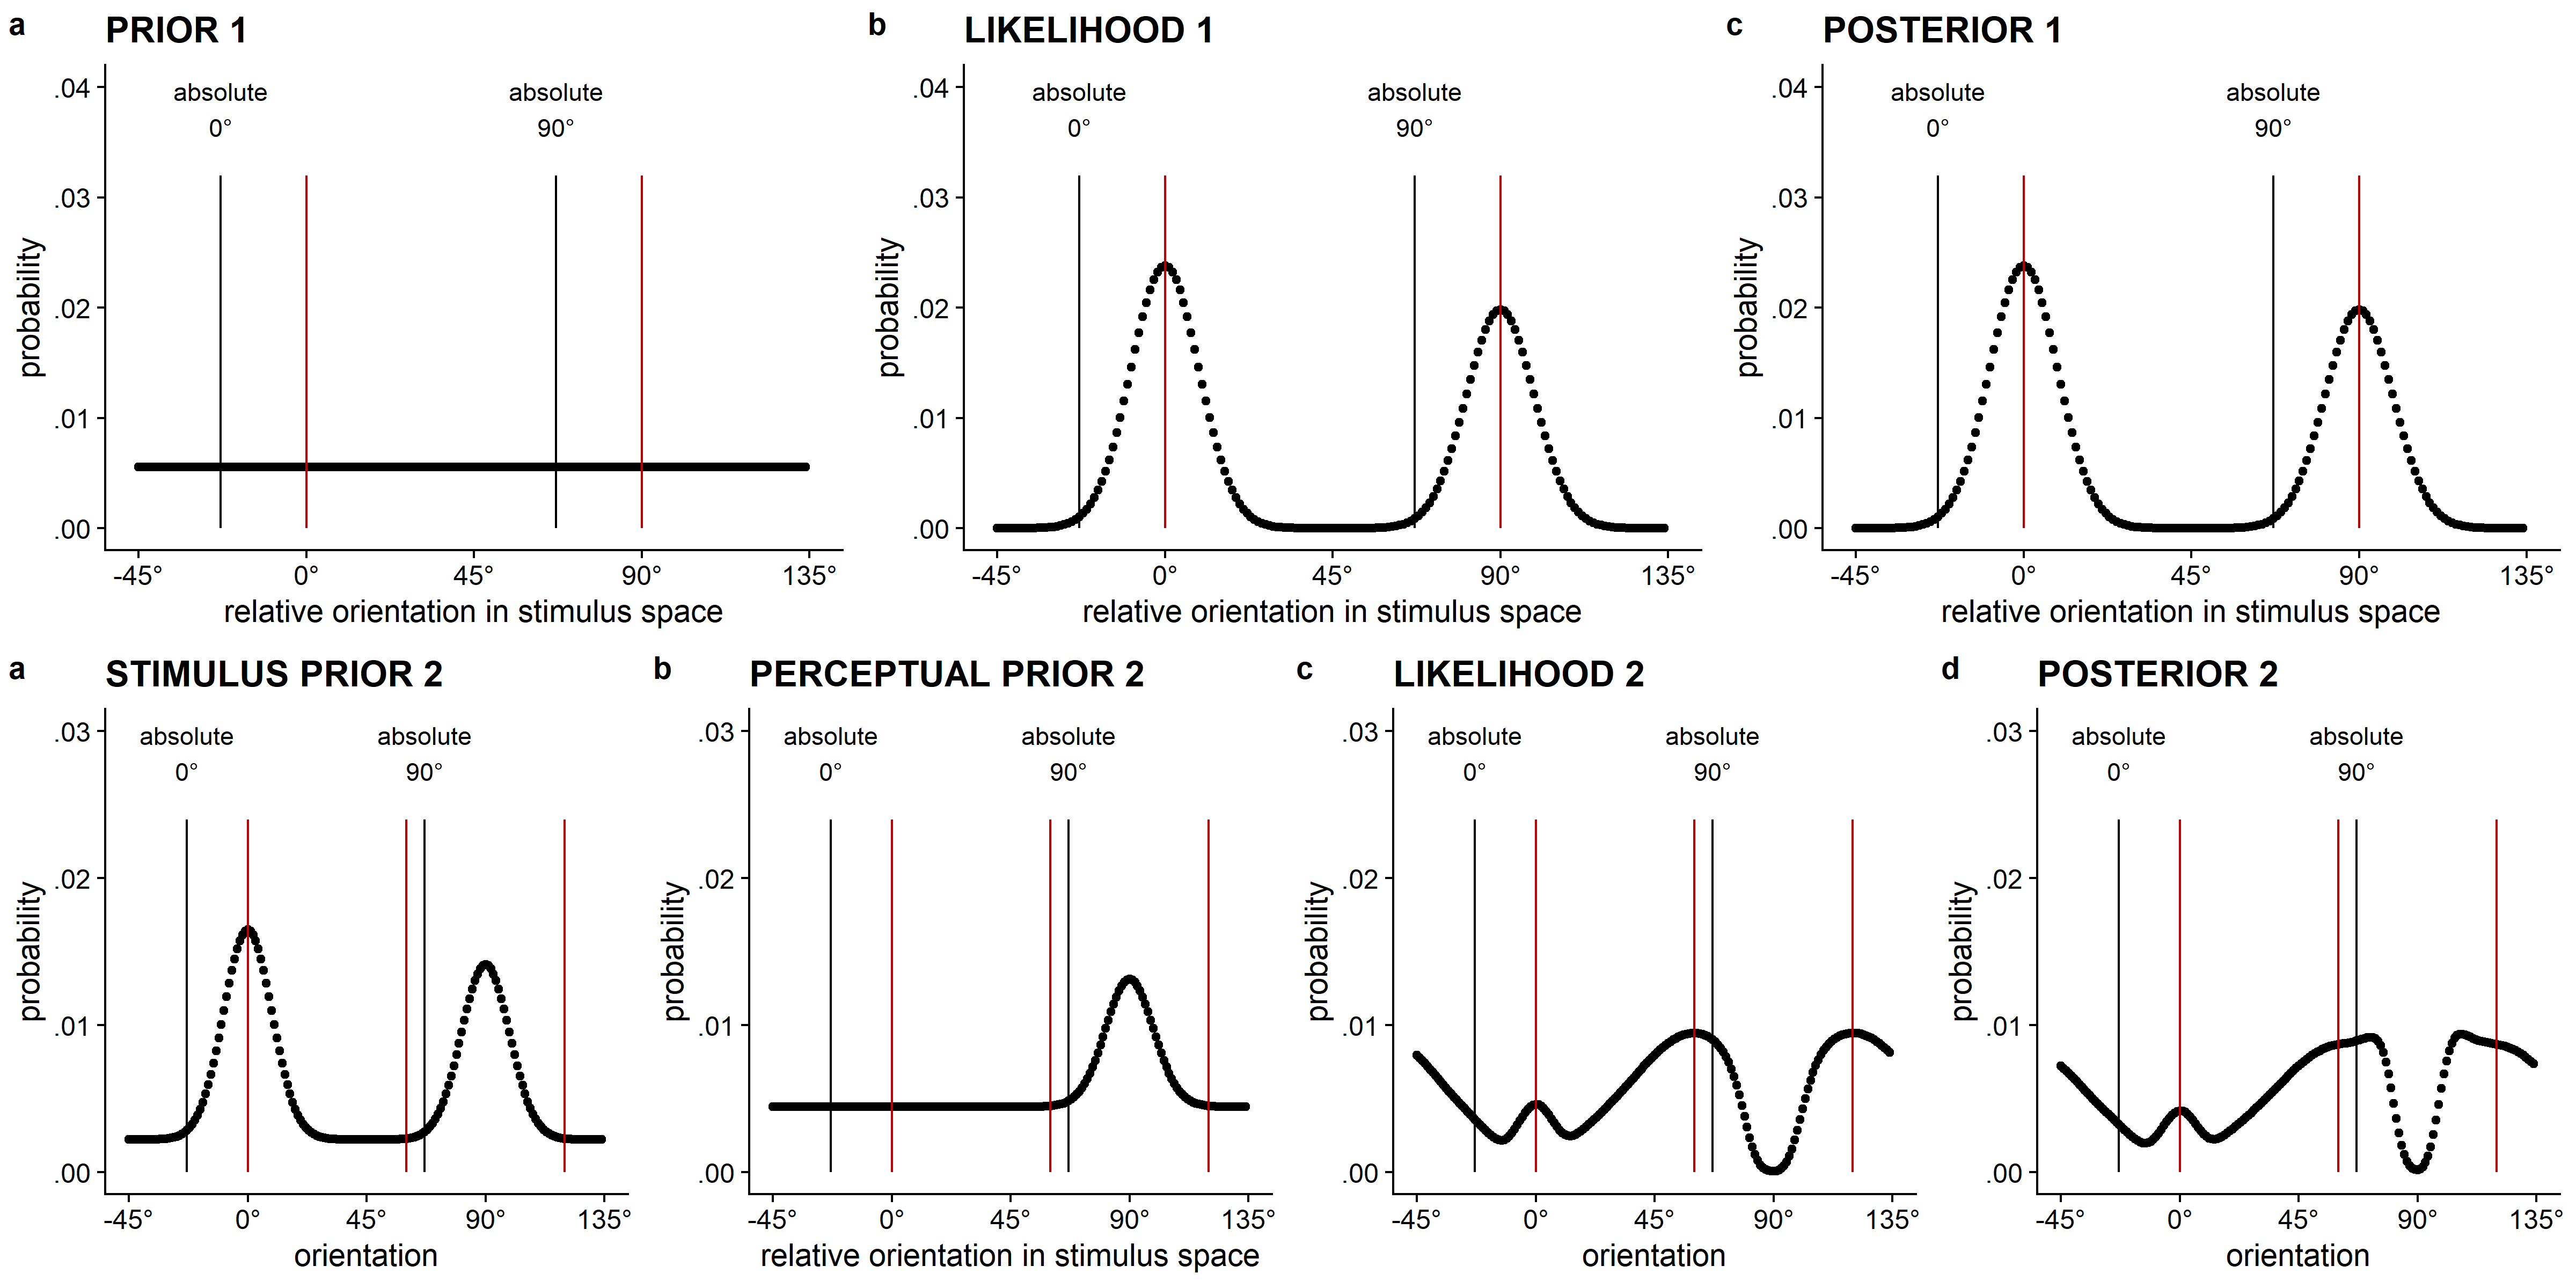 a PRIOR 1
.04
.03
.02
.01
.00
probability
absolute
0°
absolute
90°
-45° 0° 45° 90° 135°
relative orientation in stimulus space
b LIKELIHOOD 1
.04
.03
.02
.01
.00
probability
absolute
0°
absolute
90°
-45° 0° 45° 90° 135°
relative orientation in stimulus space
c POSTERIOR 1
.04
.03
.02
.01
.00
probability
absolute
0°
absolute
90°
-45° 0° 45° 90° 135°
relative orientation in stimulus space
a STIMULUS PRIOR 2
.03
.02
.01
.00
probability
absolute
0°
absolute
90°
-45° 0° 45° 90° 135°
orientation
b PERCEPTUAL PRIOR 2
.03
.02
.01
.00
probability
absolute
0°
absolute
90°
-45° 0° 45° 90° 135°
relative orientation in stimulus space
c LIKELIHOOD 2
.03
.02
.01
.00
probability
absolute
0°
absolute
90°
-45° 0° 45° 90° 135°
orientation
d POSTERIOR 2
.03
.02
.01
.00
probability
absolute
0°
absolute
90°
-45° 0° 45° 90° 135°
orientation